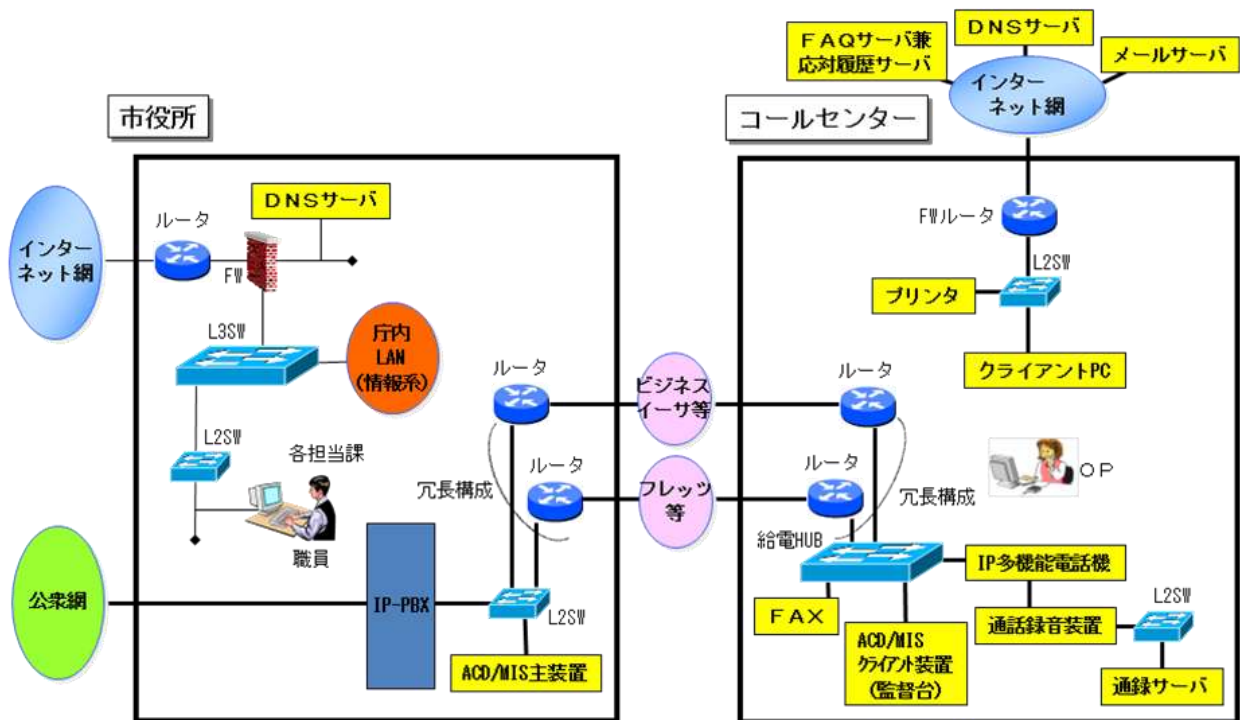 FAQサーバ兼
応対履歴サーバ
DNSサーバ
メールサーバ
インター
ネット網
市役所
コールセンター
DNSサーバ
ルータ
インター
ネット網
FW
FWルータ
L2SW
プリンタ
クライアントPC
L3SW
庁内
LAN
(情報系)
ルータ
ビジネス
イーサ等
ルータ
L2SW
各担当課
職員
ルータ
冗長構成
フレッツ
等
ルータ
冗長構成
OP
給電HUB
公衆網
IP-PBX
L2SW
ACD/MIS主装置
IP多機能電話機
FAX
ACD/MIS
クライアント装置
(監督台)
通話録音装置
L2SW
通録サーバ